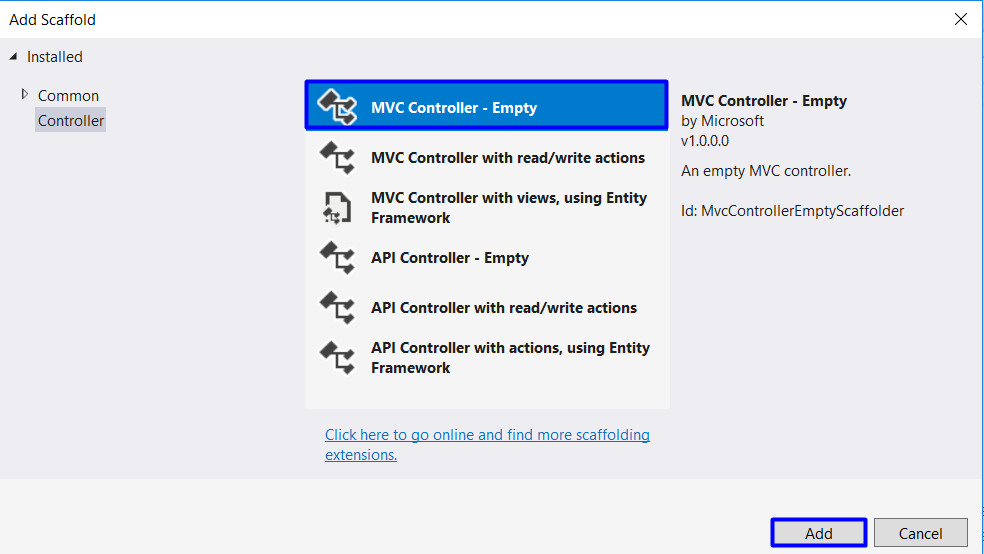 Add Scaffold
Installed
Common
Controller
MVC Controller - Empty
MVC Controller with read/write actions
MVC Controller with views, using Entity
Framework
API Controller - Empty
API Controller with read/write actions
API Controller with actions, using Entity
Framework
Click here to go online and find more scaffolding
extensions.
MVC Controller - Empty
by Microsoft
v1.0.0.0
An empty MVC controller.
Id: MvcControllerEmptyScaffolder
Add
Cancel